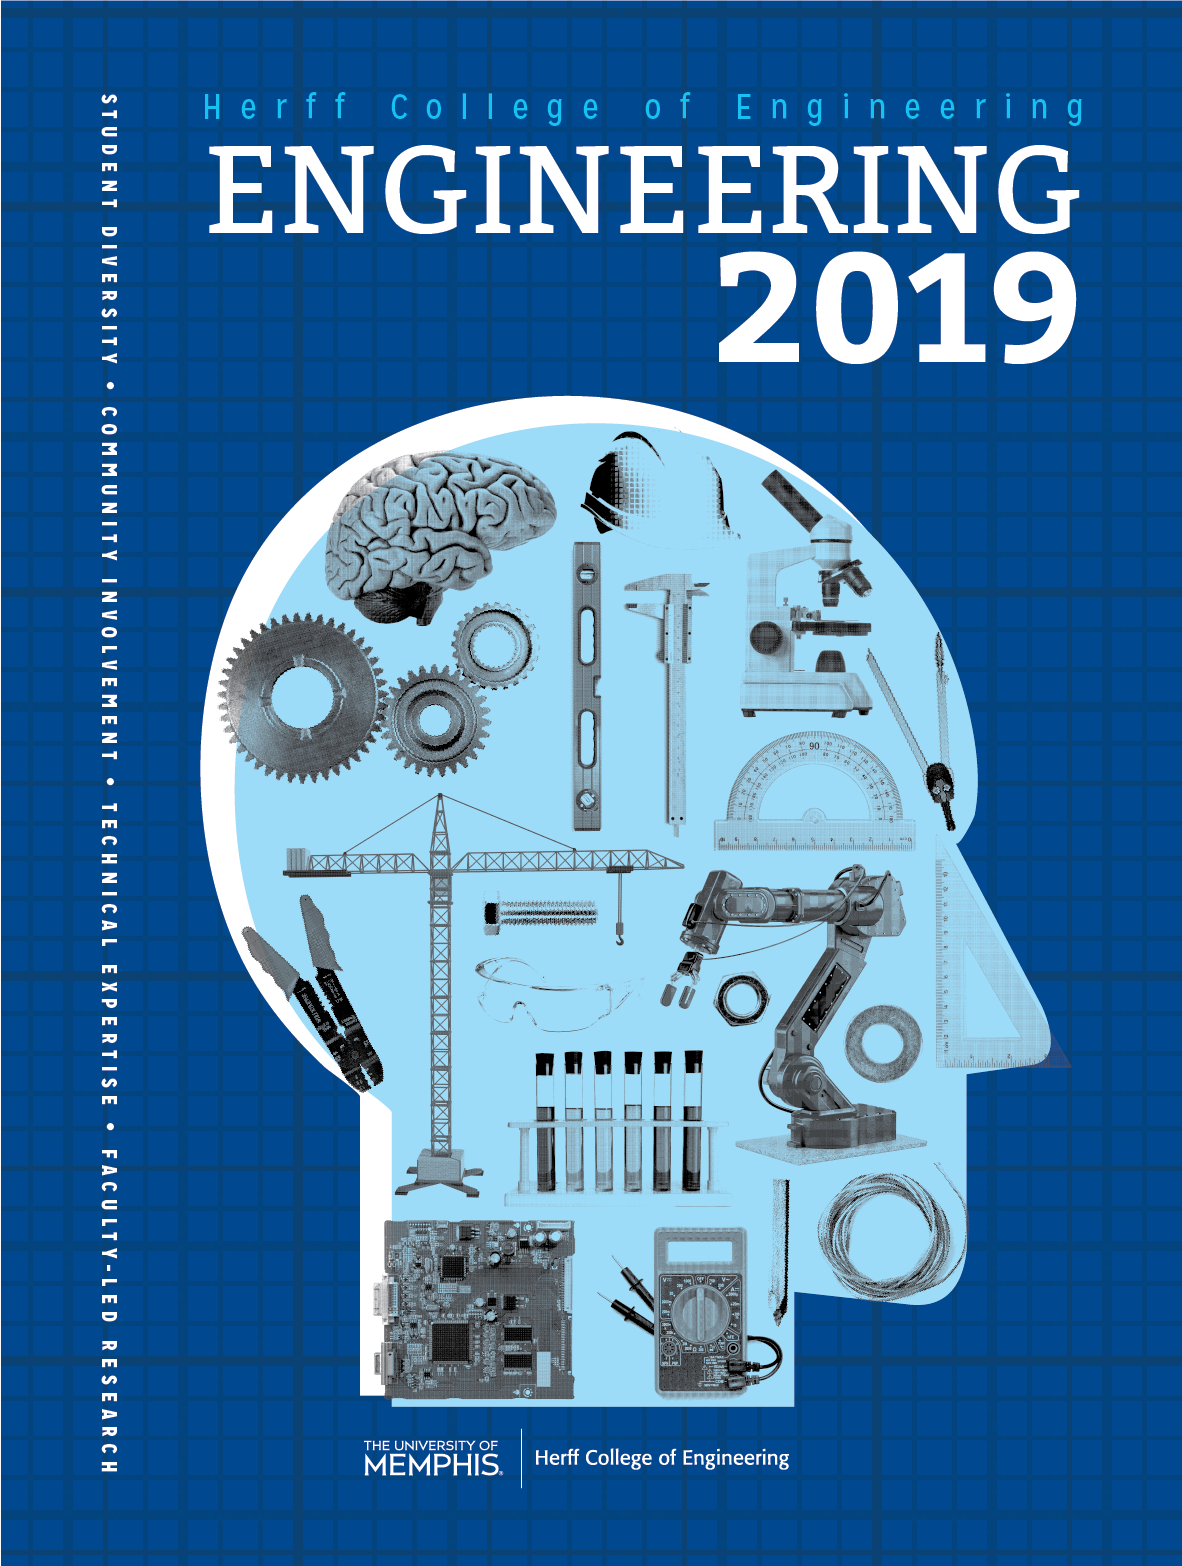 Herff College of Engineering
ENGINEERING
2019
STUDENT DIVERSITY • COMMUNITY INVOLVEMENT • TECHNICAL EXPERTISE • FACULTY-LED RESEARCH
90
THE UNIVERSITY OF
MEMPHIS®
Herff College of Engineering